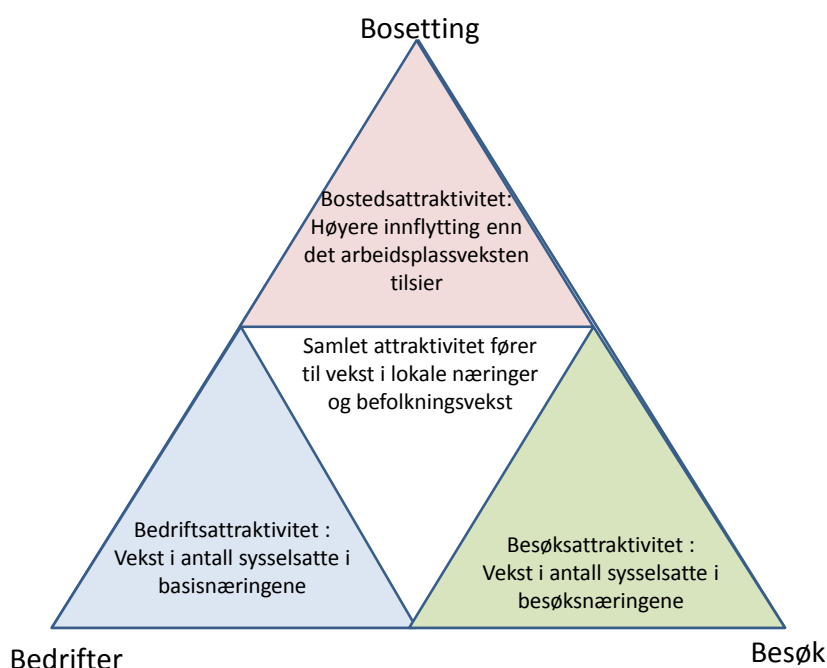 Bosetting
Bostedsattraktivitet:
Høyere innflytting enn
det arbeidsplassveksten
tilsier
Samlet attraktivitet fører
til vekst i lokale næringer
og befolkningsvekst
Bedriftsattraktivitet :
Vekst i antall sysselsatte i
basisnæringene
Besøksattraktivitet :
Vekst i antall sysselsatte i
besøksnæringene
Bedrifter
Besøk